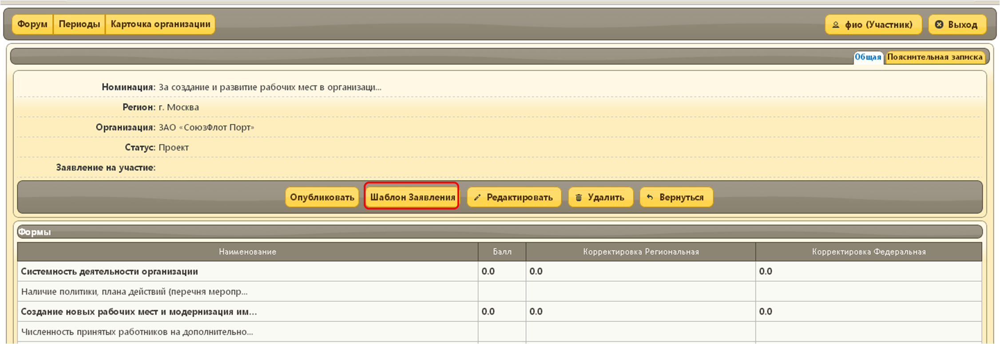 Форум Периоды Карточка организации фио (Участник) Выход
Общая Пояснительная записка
Номинация: За создание и развитие рабочих мест в организаци...
Регион: г. Москва
Организация: ЗАО «СоюзФлот Порт»
Статус: Проект
Заявление на участие:
Опубликовать Шаблон Заявления Редактировать Удалить Вернуться
Формы
Наименование Балл Корректировка Региональная Корректировка Федеральная
Системность деятельности организации 0.0 0.0 0.0
Наличие политики, плана действий (перечня меропр...
Создание новых рабочих мест и модернизация им... 0.0 0.0 0.0
Численность принятых работников на дополнительно...